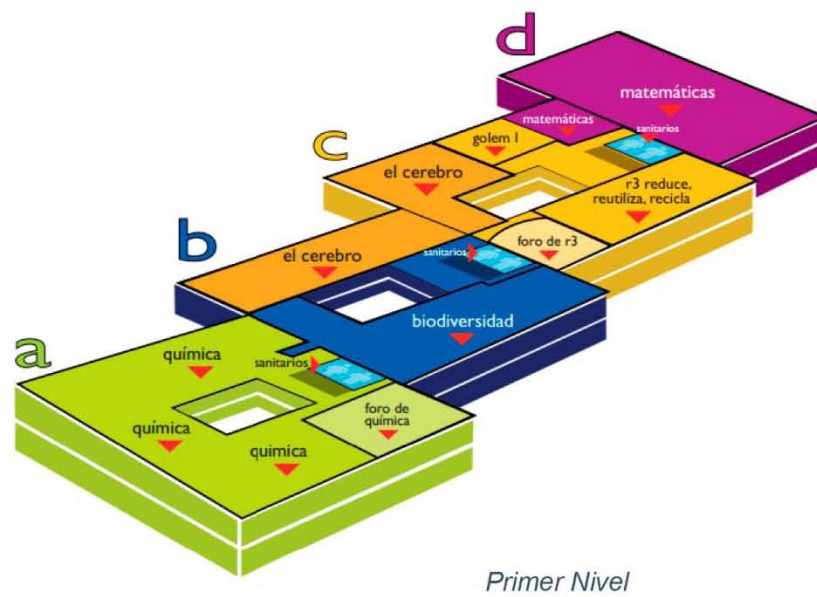 d
matemáticas
matemáticas
sanitarios
golem I
c
el cerebro
r3 reduce,
reutiliza, recicla
foro de r3
b
sanitarios
el cerebro
biodiversidad
a
química
sanitarios
foro de
química
química
quimica
Primer Nivel